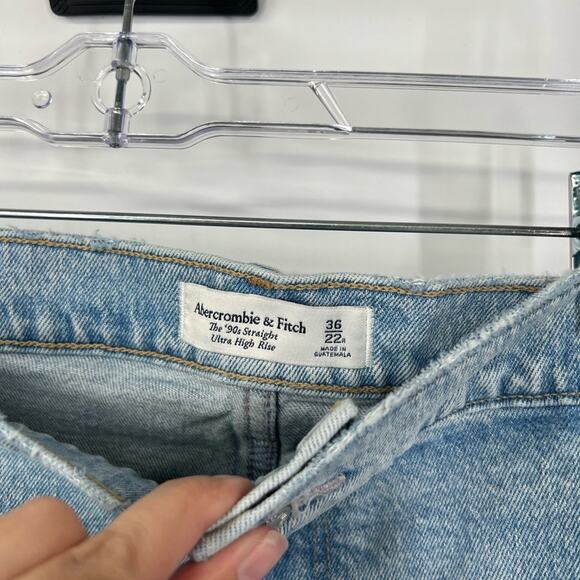 Abercrombie & Fitch
The '90s Straight
Ultra High Rise
36
22R
MADE IN
GUATEMALA